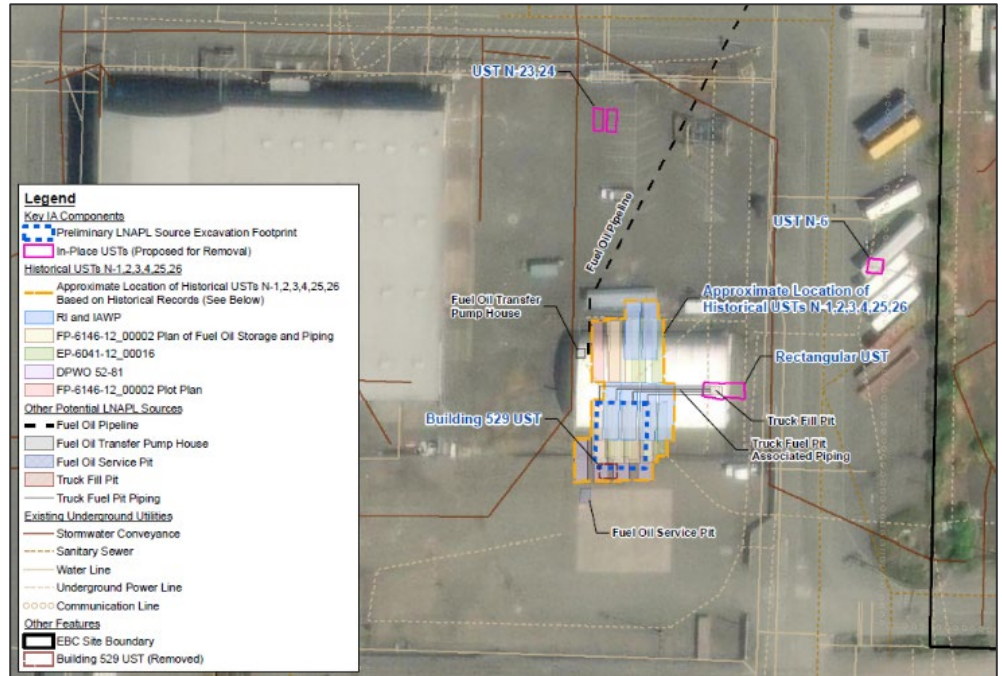 UST N-23,24
Fuel Oil Pipeline
UST N-6
Fuel Oil Transfer
Pump House
Approximate Location of
Historical USTs N-1,2,3,4,25,26
Rectangular UST
Building 529 UST
Truck Fill Pit
Truck Fuel Pit
Associated Piping
Fuel Oil Service Pit
Legend
Key IA Components
Preliminary LNAPL Source Excavation Footprint
In-Place USTs (Proposed for Removal)
Historical USTs N-1,2,3,4,25,26
Approximate Location of Historical USTs N-1,2,3,4,25,26
Based on Historical Records (See Below)
RI and IAWP
FP-6146-12_00002 Plan of Fuel Oil Storage and Piping
EP-6041-12_00016
DPWO 52-81
FP-6146-12_00002 Plot Plan
Other Potential LNAPL Sources
Fuel Oil Pipeline
Fuel Oil Transfer Pump House
Fuel Oil Service Pit
Truck Fill Pit
Truck Fuel Pit Piping
Existing Underground Utilities
Stormwater Conveyance
Sanitary Sewer
Water Line
Underground Power Line
Communication Line
Other Features
EBC Site Boundary
Building 529 UST (Removed)